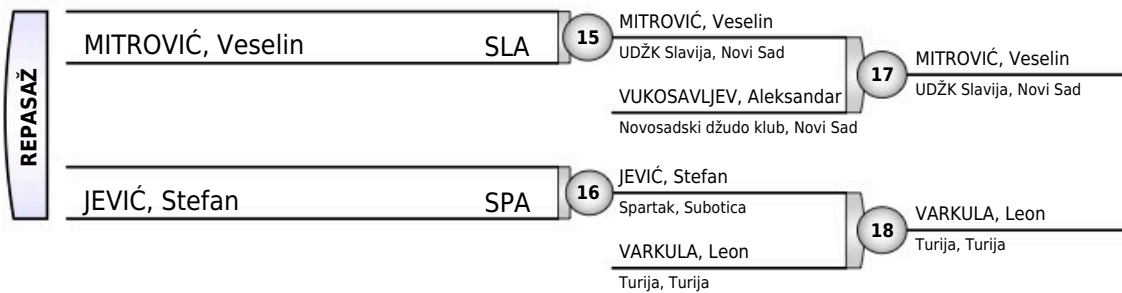 REPASAŽ
MITROVIĆ, Veselin SLA
15
MITROVIĆ, Veselin
UDŽK Slavija, Novi Sad
VUKOSAVLJEV, Aleksandar
Novosadski džudo klub, Novi Sad
17
MITROVIĆ, Veselin
UDŽK Slavija, Novi Sad
JEVIĆ, Stefan SPA
16
JEVIĆ, Stefan
Spartak, Subotica
VARKULA, Leon
Turija, Turija
18
VARKULA, Leon
Turija, Turija